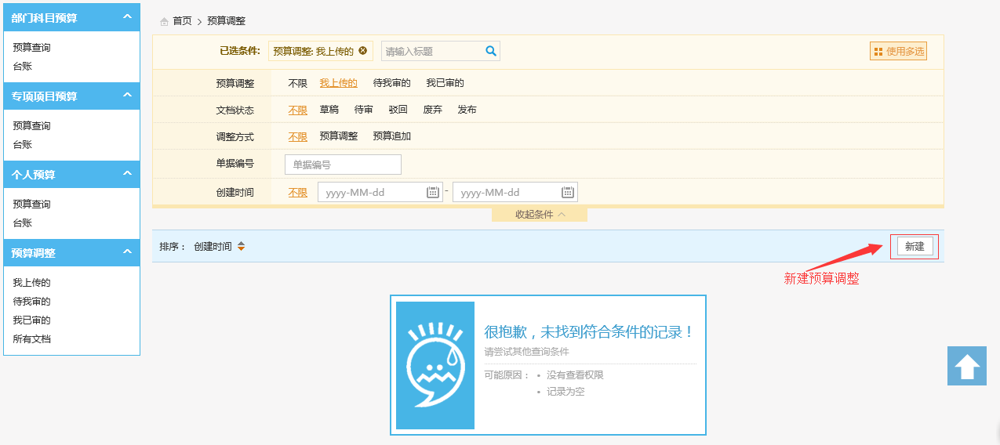 部门科目预算
预算查询
台账
专项项目预算
预算查询
台账
个人预算
预算查询
台账
预算调整
我上传的
待我审的
我已审的
所有文档
首页 > 预算调整
已选条件: 预算调整: 我上传的 请输入标题 使用多选
预算调整 不限 我上传的 待我审的 我已审的
文档状态 不限 草稿 待审 驳回 废弃 发布
调整方式 不限 预算调整 预算追加
单据编号 单据编号
创建时间 不限 yyyy-MM-dd - yyyy-MM-dd
收起条件
排序： 创建时间 新建
新建预算调整
很抱歉，未找到符合条件的记录！
请尝试其他查询条件
可能原因： • 没有查看权限
• 记录为空